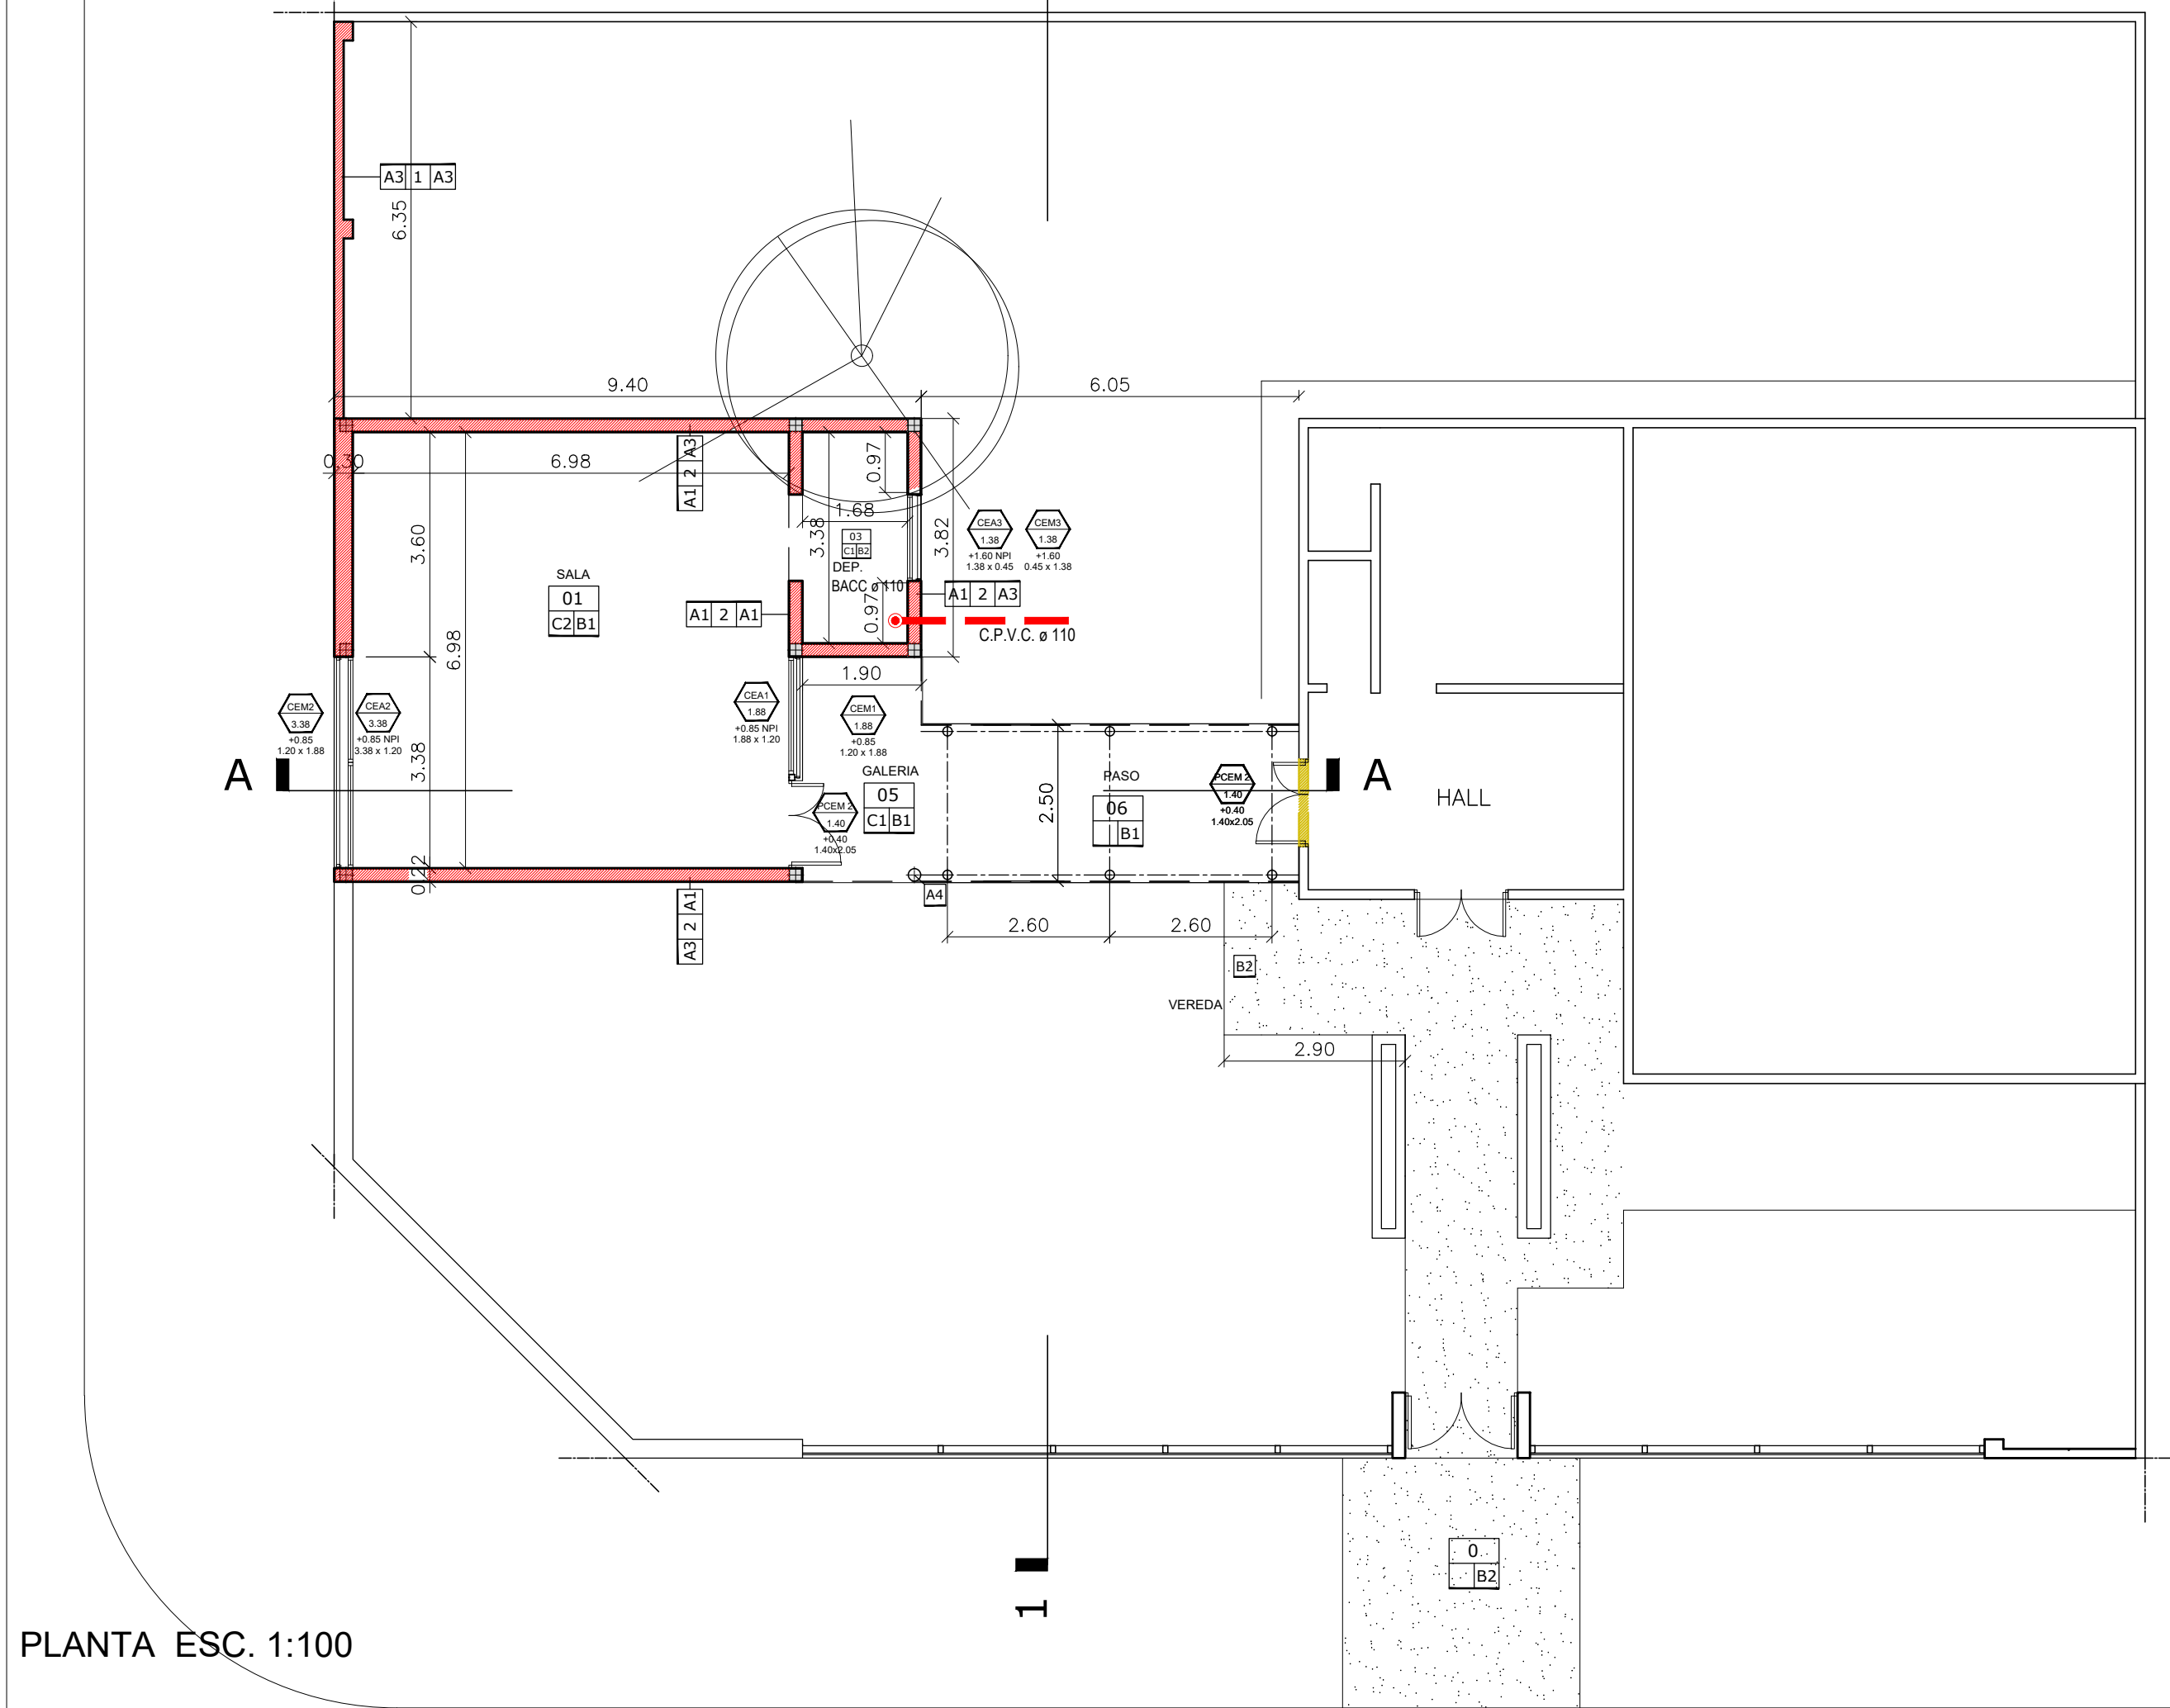 A3 1 A3
6.35
9.40
6.05
0,30
6.98
A1 2 A3
3.60
6.98
3.38
0.97
1.68
3.38
03
C1 B2
DEP.
BACC ø 110
0.97
3.82
CEA3
1.38
+1.60 NPI
1.38 x 0.45
CEM3
1.38
+1.60
0.45 x 1.38
A1 2 A3
C.P.V.C. ø 110
SALA
01
C2 B1
A1 2 A1
1.90
CEM2
3.38
+0.85
1.20 x 1.88
CEA2
3.38
+0.85 NPI
3.38 x 1.20
CEA1
1.88
+0.85 NPI
1.88 x 1.20
CEM1
1.88
+0.85
1.20 x 1.88
A
GALERIA
05
C1 B1
PCEM 2
1.40
+0.40
1.40x2.05
2.50
PASO
06
B1
PCEM 2
1.40
+0.40
1.40x2.05
A
HALL
0.22
A3 2 A1
A4
2.60
2.60
B2
VEREDA
2.90
0
B2
1
PLANTA ESC. 1:100